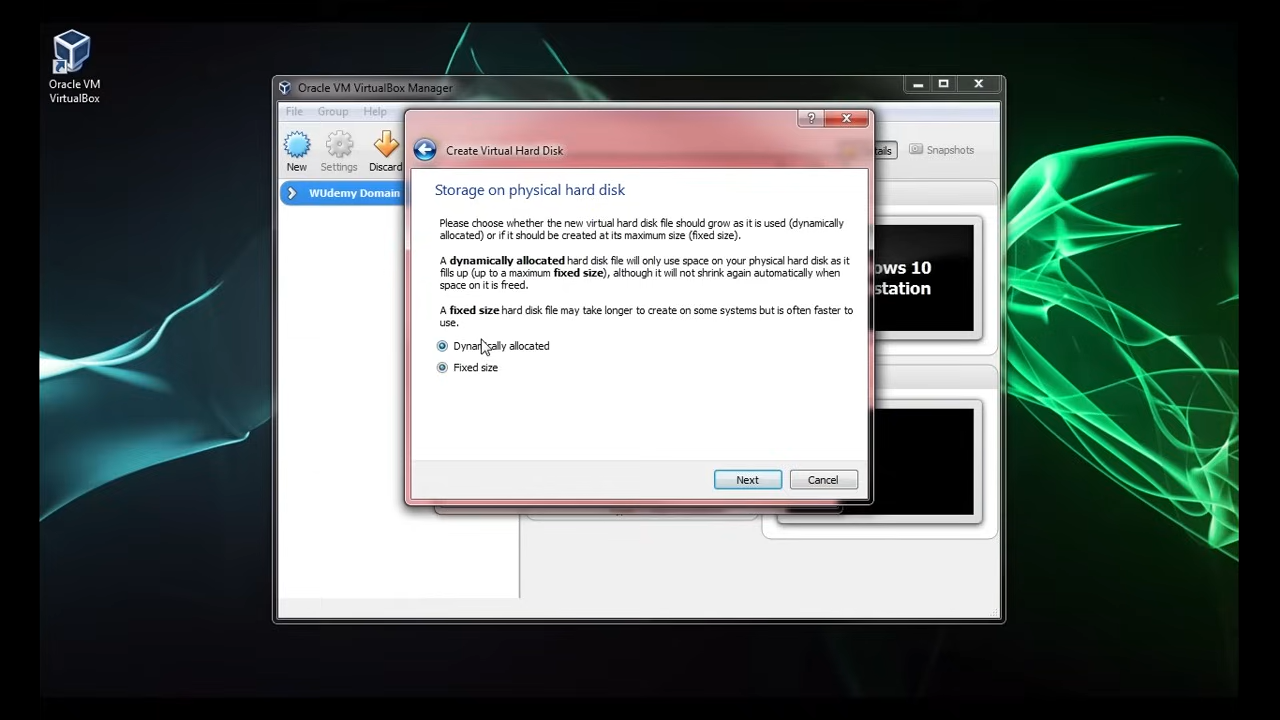 Oracle VM
VirtualBox
Oracle VM VirtualBox Manager
File Group Help
New Settings Discard
Snapshots
WUdemy Domain
Create Virtual Hard Disk
Storage on physical hard disk
Please choose whether the new virtual hard disk file should grow as it is used (dynamically
allocated) or if it should be created at its maximum size (fixed size).
A dynamically allocated hard disk file will only use space on your physical hard disk as it
fills up (up to a maximum fixed size), although it will not shrink again automatically when
space on it is freed.
A fixed size hard disk file may take longer to create on some systems but is often faster to
use.
Dynamically allocated
Fixed size
Next Cancel
ows 10
station